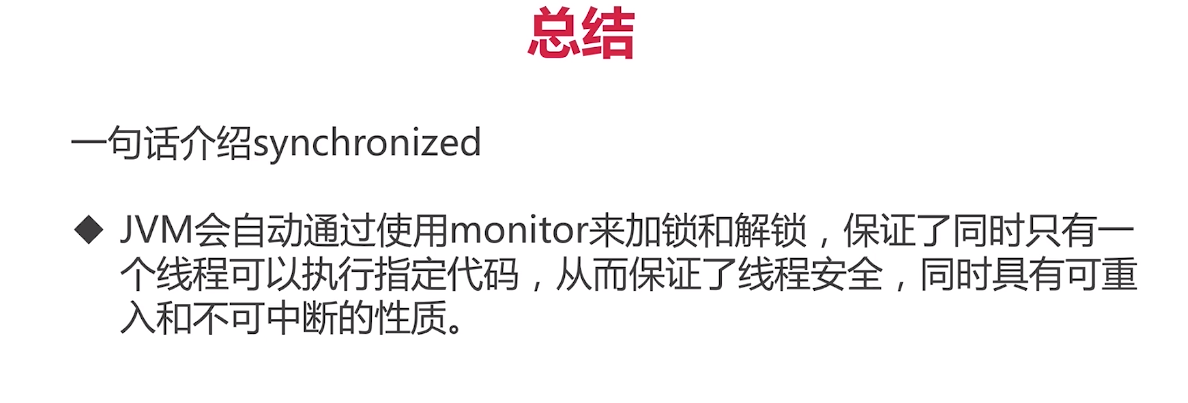 总结
一句话介绍synchronized
◆ JVM会自动通过使用monitor来加锁和解锁，保证了同时只有一
个线程可以执行指定代码，从而保证了线程安全，同时具有可重
入和不可中断的性质。